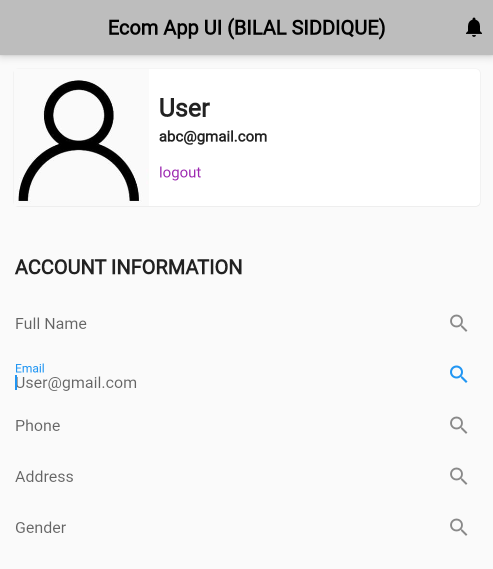 Ecom App UI (BILAL SIDDIQUE)
User
abc@gmail.com
logout
ACCOUNT INFORMATION
Full Name
Email
User@gmail.com
Phone
Address
Gender